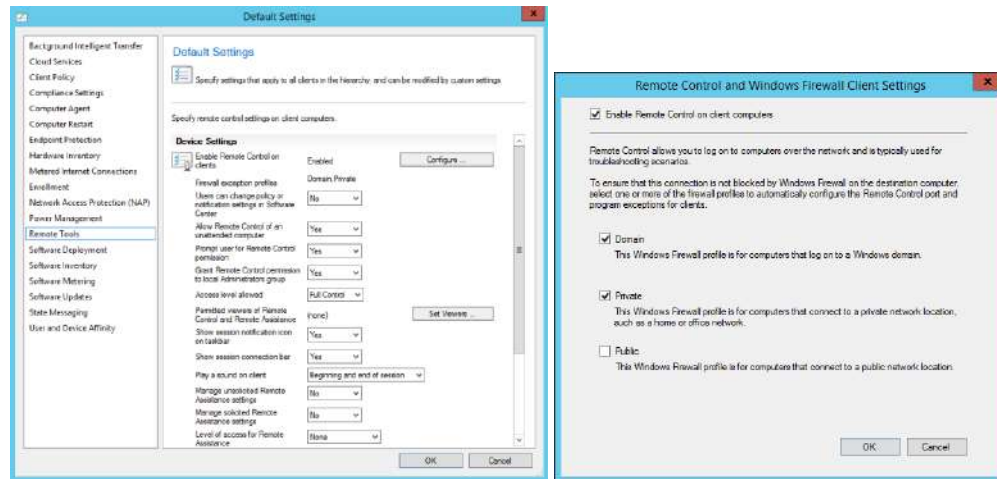 Default Settings
Background Intelligent Transfer
Cloud Services
Client Policy
Compliance Settings
Computer Agent
Computer Restart
Endpoint Protection
Hardware Inventory
Metered Internet Connections
Enrollment
Network Access Protection (NAP)
Power Management
Remote Tools
Software Deployment
Software Inventory
Software Metering
Software Updates
State Messaging
User and Device Affinity
Default Settings
Specify settings that apply to all clients in the hierarchy, and can be modified by custom settings
Specify remote control settings on client computers.
Device Settings
Enable Remote Control on
clients
Enabled
Configure ...
Firewall exception profiles
Domain;Private
Users can change policy or
notification settings in Software
Center
No
Allow Remote Control of an
unattended computer
Yes
Prompt user for Remote Control
permission
Yes
Grant Remote Control permission
to local Administrators group
Yes
Access level allowed
Full Control
Permitted viewers of Remote
Control and Remote Assistance
(none)
Set Viewers ...
Show session notification icon
on taskbar
Yes
Show session connection bar
Yes
Play a sound on client
Beginning and end of session
Manage unsolicited Remote
Assistance settings
No
Manage solicited Remote
Assistance settings
No
Level of access for Remote
Assistance
None
OK
Cancel
Remote Control and Windows Firewall Client Settings
Enable Remote Control on client computers
Remote Control allows you to log on to computers over the network and is typically used for
troubleshooting scenarios.
To ensure that this connection is not blocked by Windows Firewall on the destination computer,
select one or more of the firewall profiles to automatically configure the Remote Control port and
program exceptions for clients.
Domain
This Windows Firewall profile is for computers that log on to a Windows domain.
Private
This Windows Firewall profile is for computers that connect to a private network location,
such as a home or office network.
Public
This Windows Firewall profile is for computers that connect to a public network location.
OK
Cancel